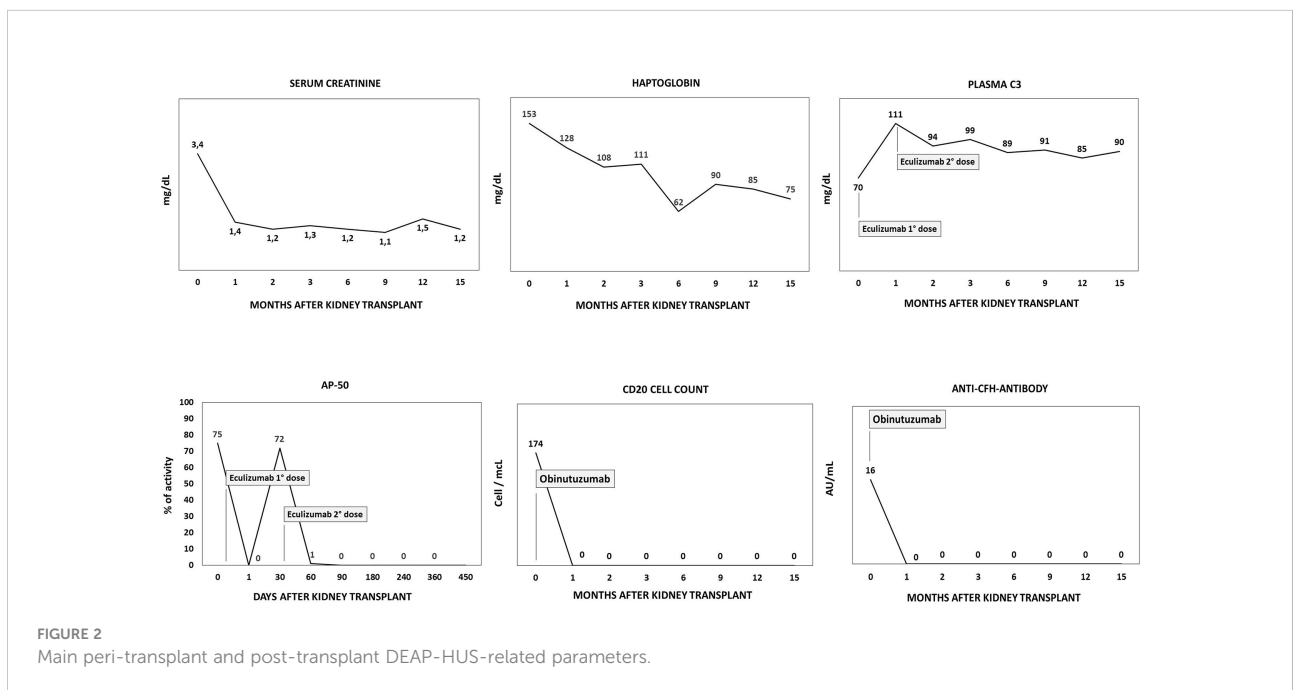 SERUM CREATININE
mg/dL
3,4
1,4
1,2
1,3
1,2
1,1
1,5
1,2
0 1 2 3 6 9 12 15
MONTHS AFTER KIDNEY TRANSPLANT
HAPTOGLOBIN
mg/dL
153
128
108
111
62
90
85
75
0 1 2 3 6 9 12 15
MONTHS AFTER KIDNEY TRANSPLANT
PLASMA C3
mg/dL
70
111
94
99
89
91
85
90
Eculizumab 2° dose
Eculizumab 1° dose
0 1 2 3 6 9 12 15
MONTHS AFTER KIDNEY TRANSPLANT
AP-50
% of activity
100
90
80
70
60
50
40
30
20
10
0
75
72
Eculizumab 1° dose
Eculizumab 2° dose
0
1
0
0
0
0
0 1 30 60 90 180 240 360 450
DAYS AFTER KIDNEY TRANSPLANT
CD20 CELL COUNT
Cell / mcL
174
Obinutuzumab
0 0 0 0 0 0 0
0 1 2 3 6 9 12 15
MONTHS AFTER KIDNEY TRANSPLANT
ANTI-CFH-ANTIBODY
AU/mL
Obinutuzumab
16
0 0 0 0 0 0 0
0 1 2 3 6 9 12 15
MONTHS AFTER KIDNEY TRANSPLANT
FIGURE 2
Main peri-transplant and post-transplant DEAP-HUS-related parameters.